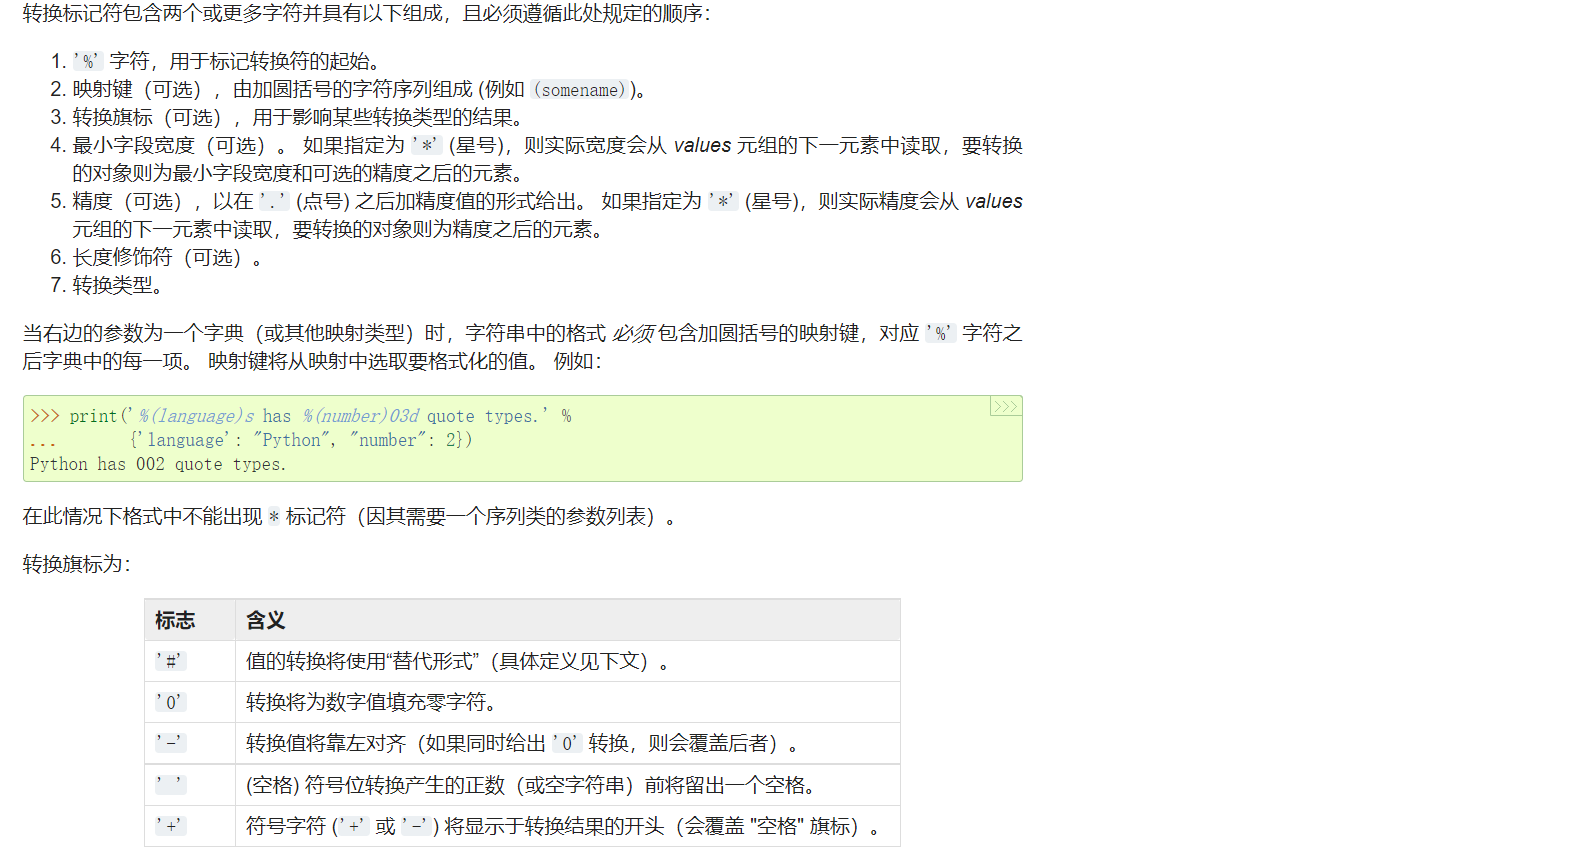 转换标记符包含两个或更多字符并具有以下组成，且必须遵循此处规定的顺序：
1. '%' 字符，用于标记转换符的起始。
2. 映射键（可选），由加圆括号的字符序列组成 (例如 (somename))。
3. 转换旗标（可选），用于影响某些转换类型的结果。
4. 最小字段宽度（可选）。 如果指定为 '*' (星号)，则实际宽度会从 values 元组的下一元素中读取，要转换
的对象则为最小字段宽度和可选的精度之后的元素。
5. 精度（可选），以在 '.' (点号) 之后加精度值的形式给出。 如果指定为 '*' (星号)，则实际精度会从 values
元组的下一元素中读取，要转换的对象则为精度之后的元素。
6. 长度修饰符（可选）。
7. 转换类型。
当右边的参数为一个字典（或其他映射类型）时，字符串中的格式 必须 包含加圆括号的映射键，对应 '%' 字符之
后字典中的每一项。 映射键将从映射中选取要格式化的值。 例如：
>>>
>>> print('%(language)s has %(number)03d quote types.' %
...       {'language': "Python", "number": 2})
Python has 002 quote types.
在此情况下格式中不能出现 * 标记符（因其需要一个序列类的参数列表）。
转换旗标为：
标志 含义
'#' 值的转换将使用“替代形式”（具体定义见下文）。
'0' 转换将为数字值填充零字符。
'-' 转换值将靠左对齐（如果同时给出 '0' 转换，则会覆盖后者）。
' ' (空格) 符号位转换产生的正数（或空字符串）前将留出一个空格。
'+' 符号字符 ('+' 或 '-') 将显示于转换结果的开头（会覆盖 "空格" 旗标）。